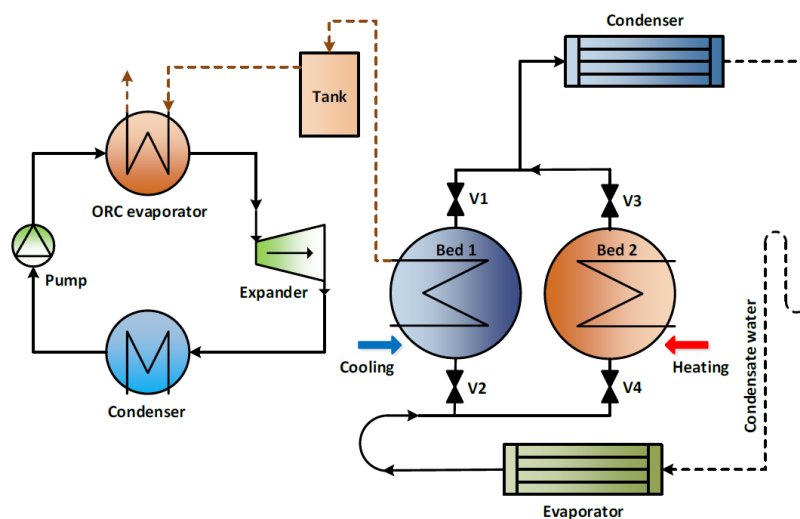 Condenser
Tank
ORC evaporator
V1
V3
Bed 1
Bed 2
Pump
Expander
Cooling
Heating
Condensate water
V2
V4
Condenser
Evaporator